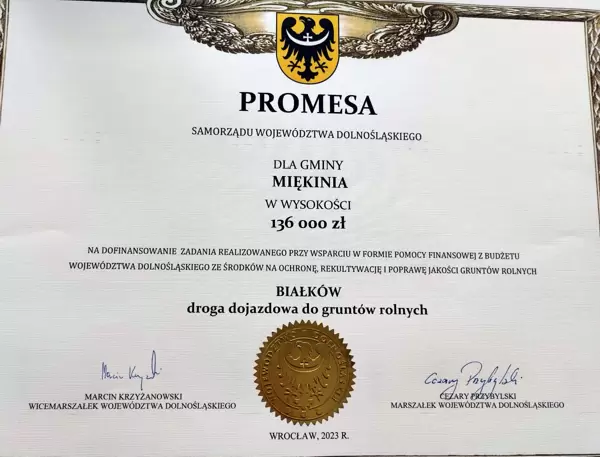 PROMESA
SAMORZĄDU WOJEWÓDZTWA DOLNOŚLĄSKIEGO
DLA GMINY
MIĘKINIA
W WYSOKOŚCI
136 000 zł
NA DOFINANSOWANIE ZADANIA REALIZOWANEGO PRZY WSPARCIU W FORMIE POMOCY FINANSOWEJ Z BUDŻETU
WOJEWÓDZTWA DOLNOŚLĄSKIEGO ZE ŚRODKÓW NA OCHRONĘ, REKULTYWACJĘ I POPRAWĘ JAKOŚCI GRUNTÓW ROLNYCH
BIAŁKÓW
droga dojazdowa do gruntów rolnych
Cezary Przybylski
MARCIN KRZYŻANOWSKI
WICEMARSZAŁEK WOJEWÓDZTWA DOLNOŚLĄSKIEGO
CEZARY PRZYBYLSKI
MARSZAŁEK WOJEWÓDZTWA DOLNOŚLĄSKIEGO
WROCŁAW, 2023 R.